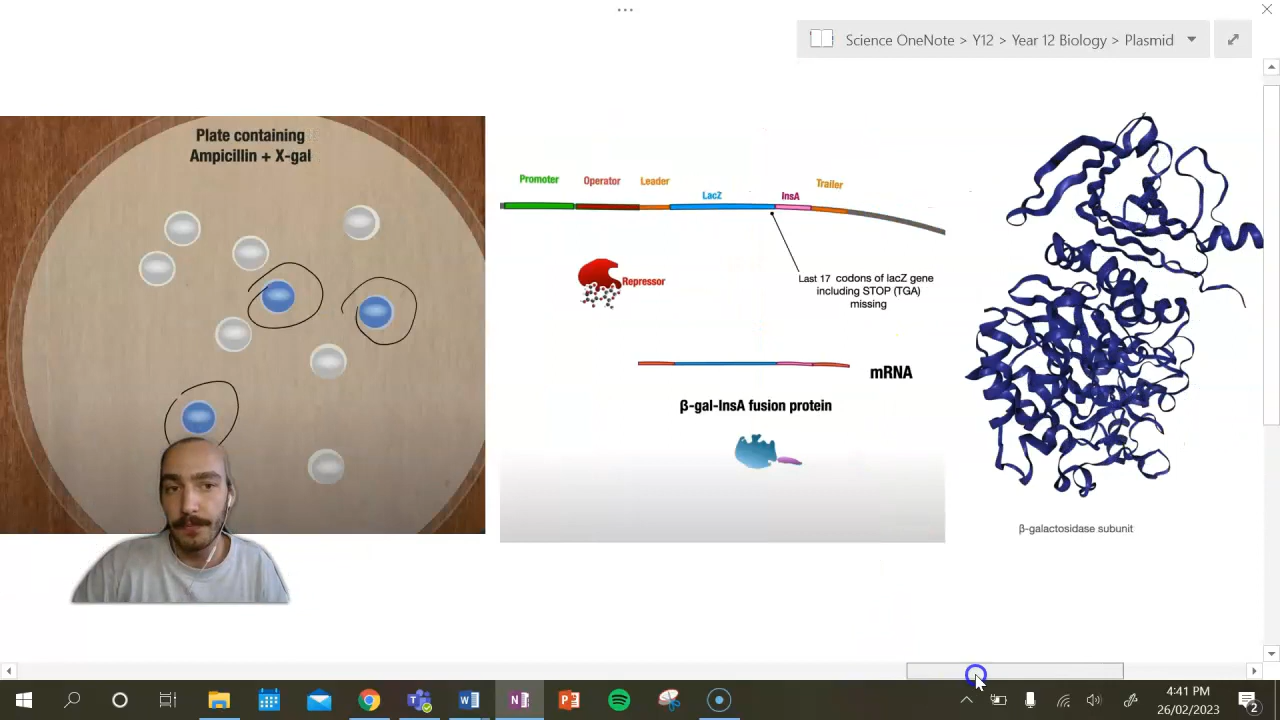 Science OneNote > Y12 > Year 12 Biology > Plasmid
Plate containing
Ampicillin + X-gal
Promoter
Operator
Leader
LacZ
InsA
Trailer
Repressor
Last 17 codons of lacZ gene
including STOP (TGA)
missing
mRNA
β-gal-InsA fusion protein
β-galactosidase subunit
4:41 PM
26/02/2023
2